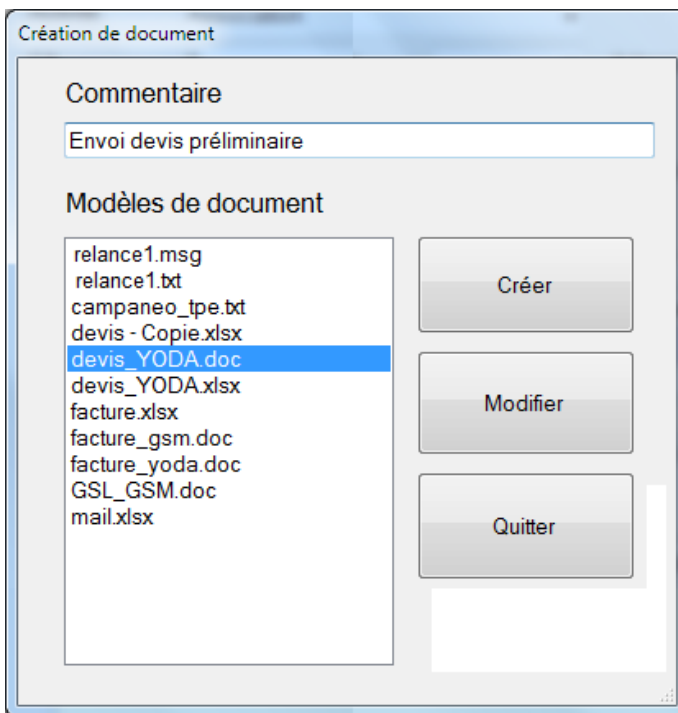 Création de document
Commentaire
Envoi devis préliminaire
Modèles de document
relance1.msg
relance1.txt
campaneo_tpe.txt
devis - Copie.xlsx
devis_YODA.doc
devis_YODA.xlsx
facture.xlsx
facture_gsm.doc
facture_yoda.doc
GSL_GSM.doc
mail.xlsx
Créer
Modifier
Quitter